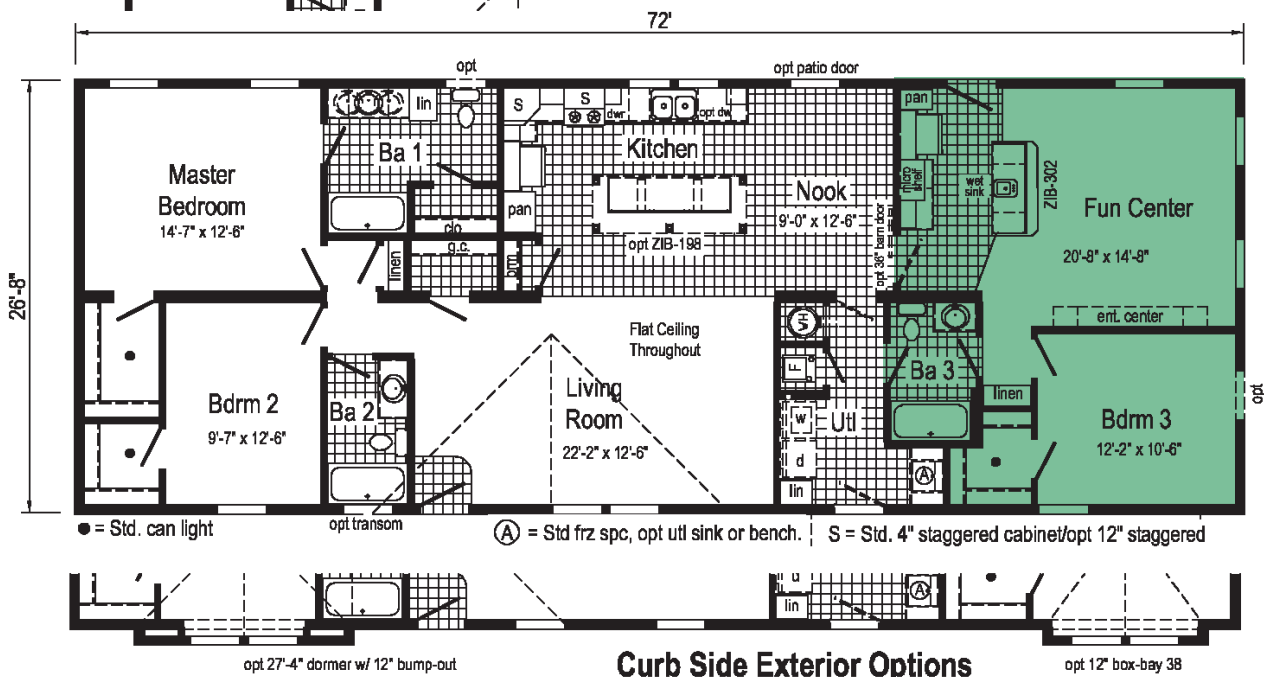 72'
opt
opt patio door
26'-8"
Master
Bedroom
14'-7" x 12'-6"
lin
Ba 1
clo
g.c.
linen
S
S
dwr
opt dw
Kitchen
pan
opt ZIB-198
brm
Nook
9'-0" x 12'-6"
opt 36" barn door
pan
micro
shelf
wet
sink
ZIB-302
Fun Center
20'-8" x 14'-8"
ent. center
Bdrm 2
9'-7" x 12'-6"
Ba 2
Flat Ceiling
Throughout
Living
Room
22'-2" x 12'-6"
WH
F
w
d
lin
Utl
Ba 3
A
linen
Bdrm 3
12'-2" x 10'-6"
opt
● = Std. can light
opt transom
A = Std frz spc, opt utl sink or bench.
S = Std. 4" staggered cabinet/opt 12" staggered
lin
A
opt 27'-4" dormer w/ 12" bump-out
Curb Side Exterior Options
opt 12" box-bay 38